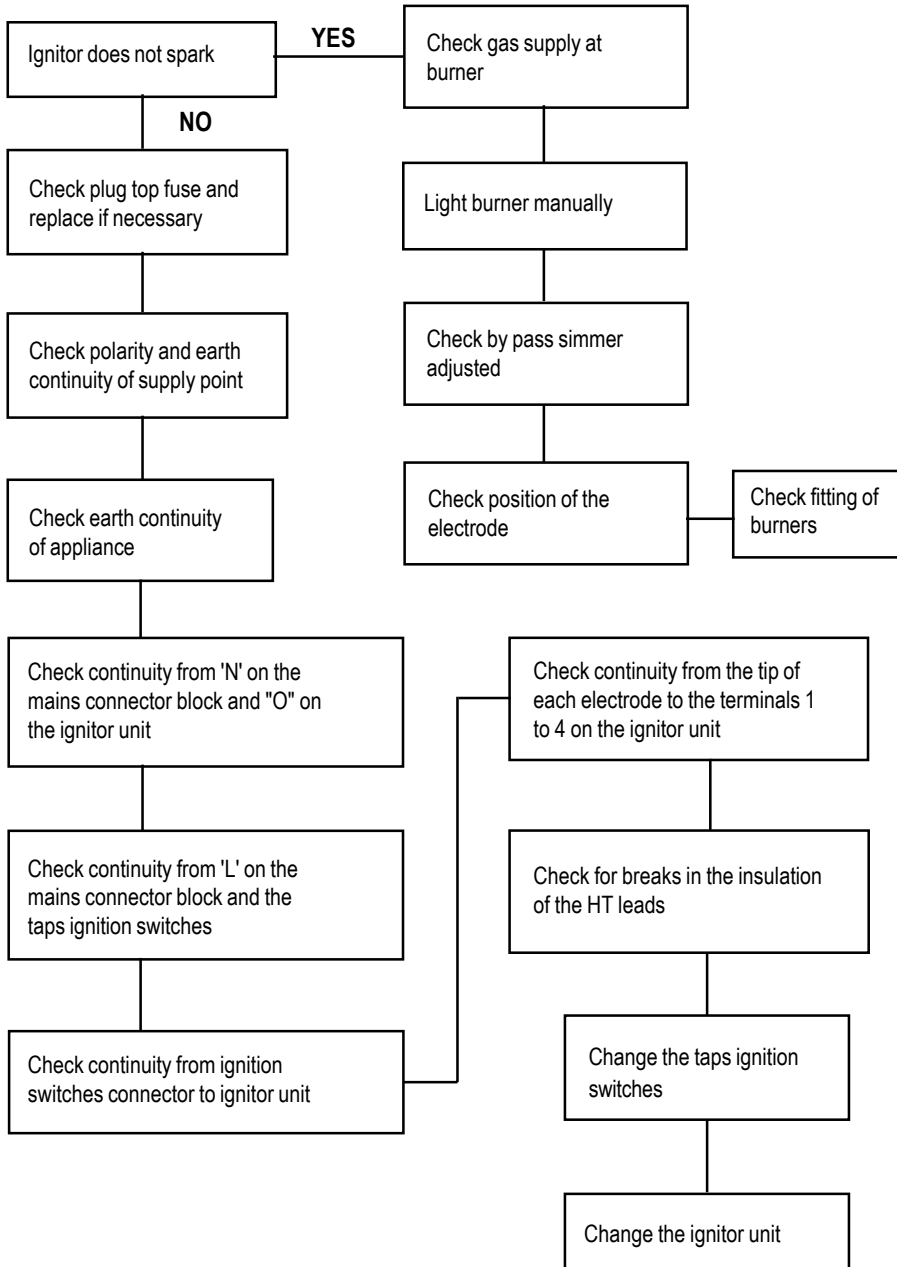 Ignitor does not spark
YES
Check gas supply at
burner
NO
Check plug top fuse and
replace if necessary
Light burner manually
Check polarity and earth
continuity of supply point
Check by pass simmer
adjusted
Check earth continuity
of appliance
Check position of the
electrode
Check fitting of
burners
Check continuity from 'N' on the
mains connector block and "O" on
the ignitor unit
Check continuity from 'L' on the
mains connector block and the
taps ignition switches
Check continuity from ignition
switches connector to ignitor unit
Check continuity from the tip of
each electrode to the terminals 1
to 4 on the ignitor unit
Check for breaks in the insulation
of the HT leads
Change the taps ignition
switches
Change the ignitor unit